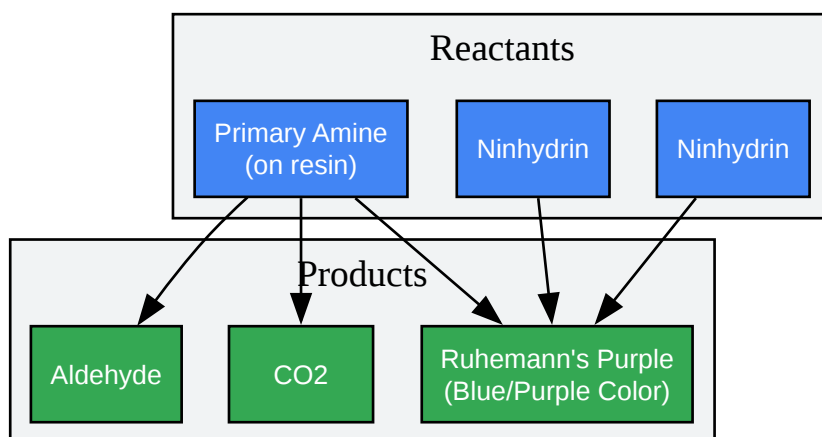 Reactants
Primary Amine
(on resin)
Ninhydrin
Ninhydrin
Products
Aldehyde
CO2
Ruhemann's Purple
(Blue/Purple Color)